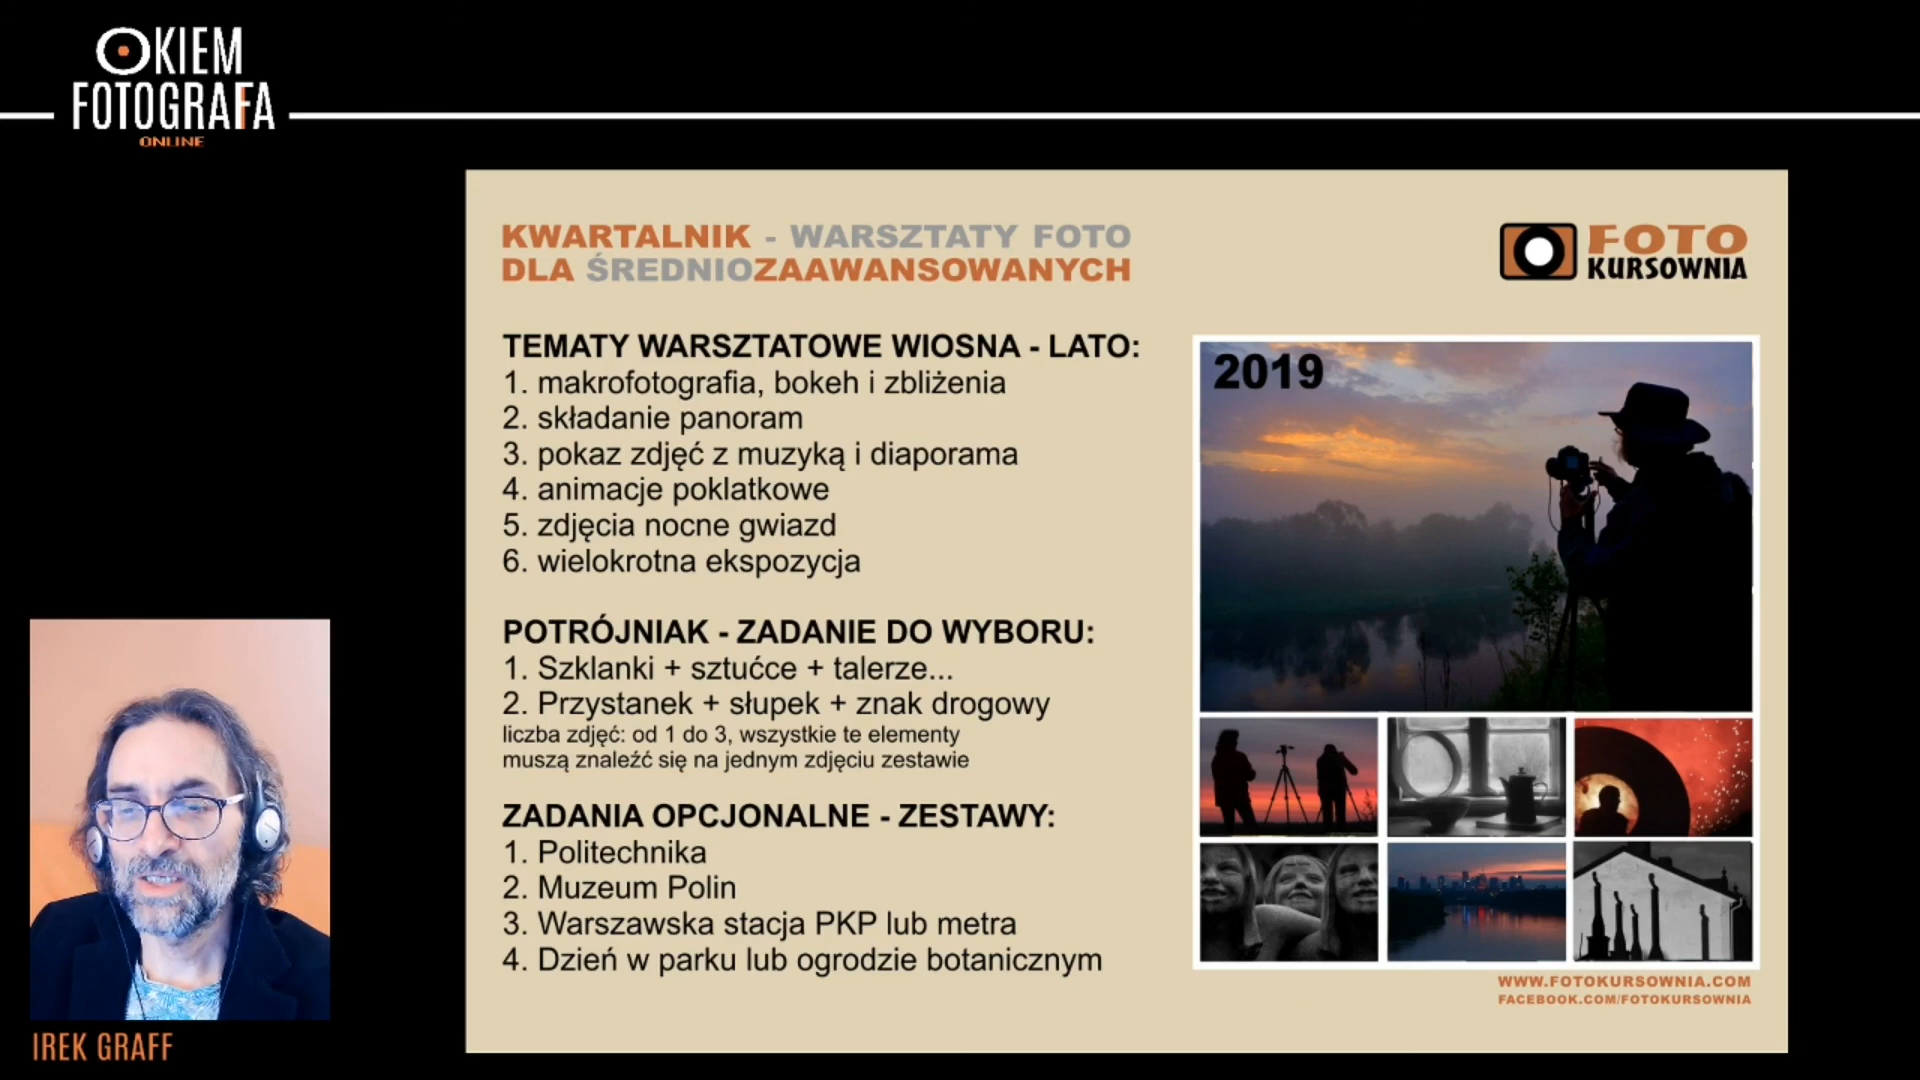 OKIEM
FOTOGRAFA
ONLINE
KWARTALNIK - WARSZTATY FOTO
DLA ŚREDNIOZAAWANSOWANYCH
FOTO
KURSOWNIA
TEMATY WARSZTATOWE WIOSNA - LATO:
1. makrofotografia, bokeh i zbliżenia
2. składanie panoram
3. pokaz zdjęć z muzyką i diaporama
4. animacje poklatkowe
5. zdjęcia nocne gwiazd
6. wielokrotna ekspozycja
POTRÓJNIAK - ZADANIE DO WYBORU:
1. Szklanki + sztućce + talerze...
2. Przystanek + słupek + znak drogowy
liczba zdjęć: od 1 do 3, wszystkie te elementy
muszą znaleźć się na jednym zdjęciu zestawie
ZADANIA OPCJONALNE - ZESTAWY:
1. Politechnika
2. Muzeum Polin
3. Warszawska stacja PKP lub metra
4. Dzień w parku lub ogrodzie botanicznym
2019
WWW.FOTOKURSOWNIA.COM
FACEBOOK.COM/FOTOKURSOWNIA
IREK GRAFF